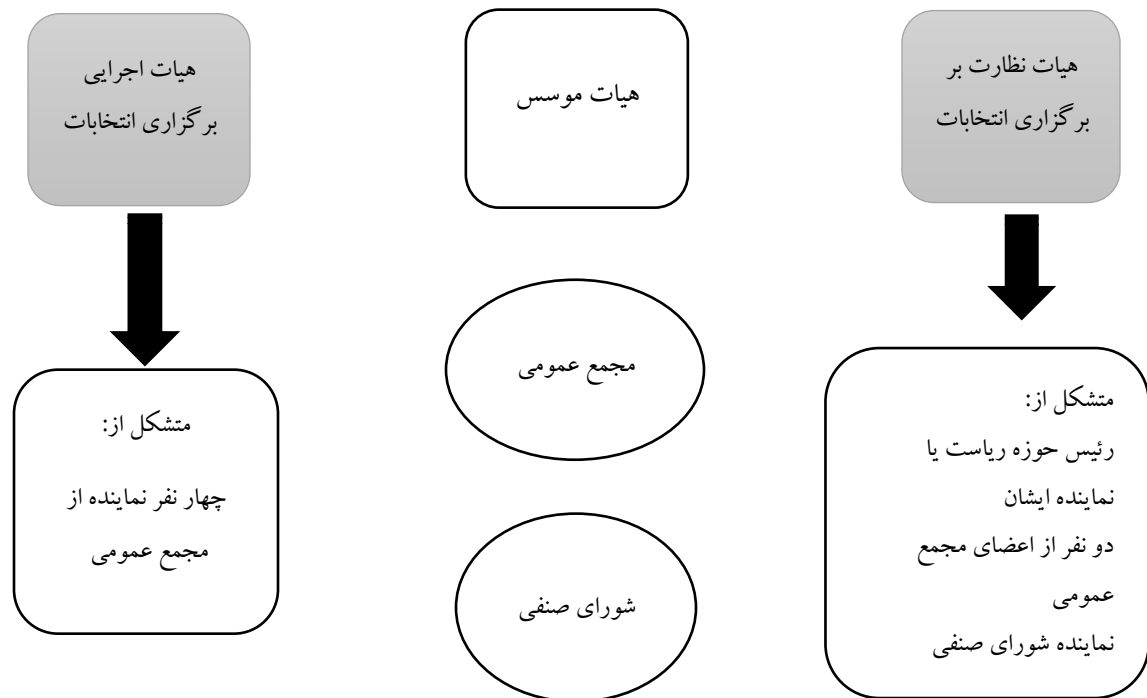 هیات نظارت بر
برگزاری انتخابات
هیات موسس
هیات اجرایی
برگزاری انتخابات
متشکل از:
رئیس حوزه ریاست یا
نماینده ایشان
دو نفر از اعضای مجمع
عمومی
نماینده شورای صنفی
مجمع عمومی
شورای صنفی
متشکل از:
چهار نفر نماینده از
مجمع عمومی